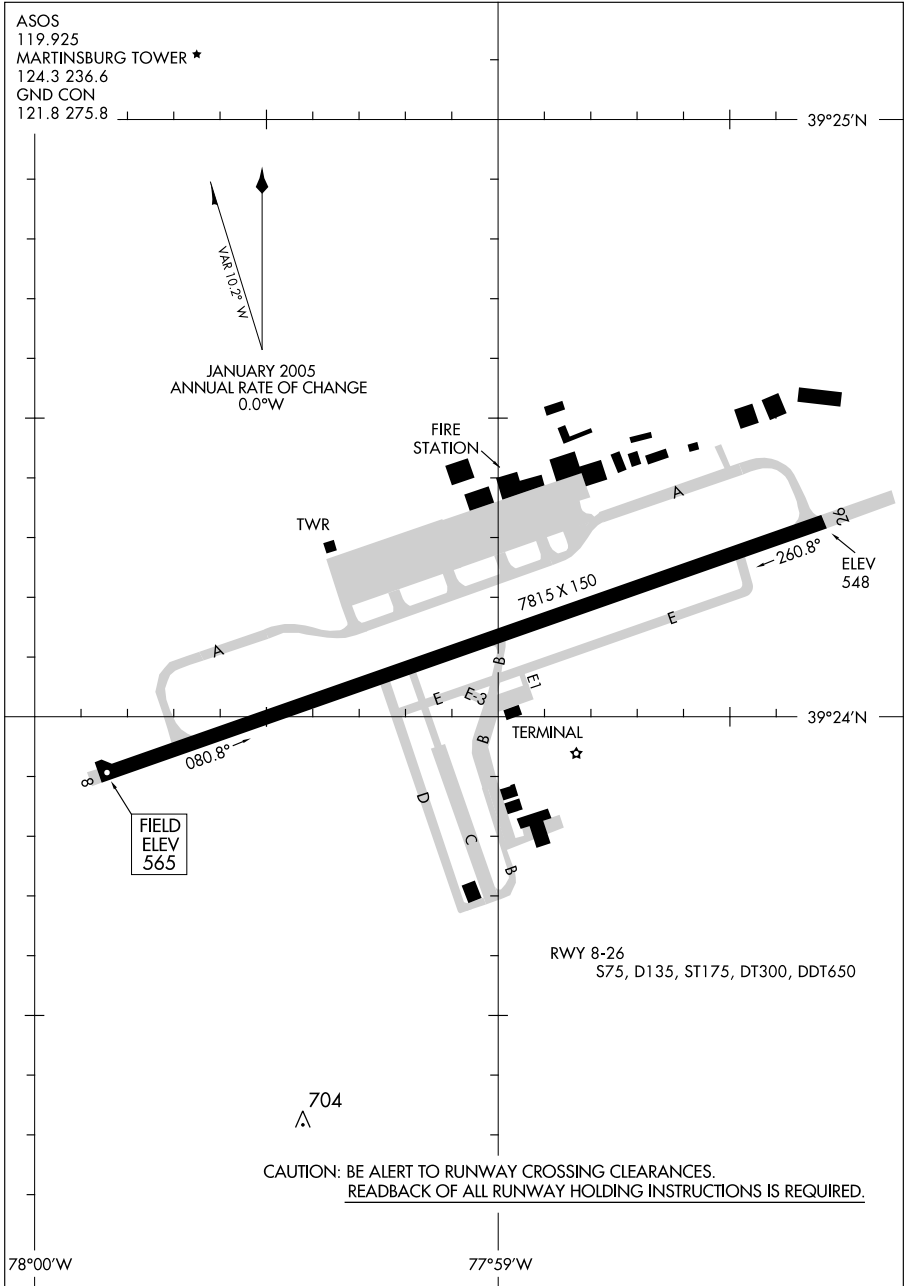 ASOS
119.925
MARTINSBURG TOWER ★
124.3 236.6
GND CON
121.8 275.8
39°25'N
VAR 10.2° W
JANUARY 2005
ANNUAL RATE OF CHANGE
0.0°W
FIRE
STATION
TWR
A
26
260.8°
ELEV
548
7815 X 150
E
A
B
E
E-3
E1
39°24'N
B
TERMINAL
080.8°
8
D
FIELD
ELEV
565
C
B
RWY 8-26
S75, D135, ST175, DT300, DDT650
704
CAUTION: BE ALERT TO RUNWAY CROSSING CLEARANCES.
READBACK OF ALL RUNWAY HOLDING INSTRUCTIONS IS REQUIRED.
78°00'W
77°59'W